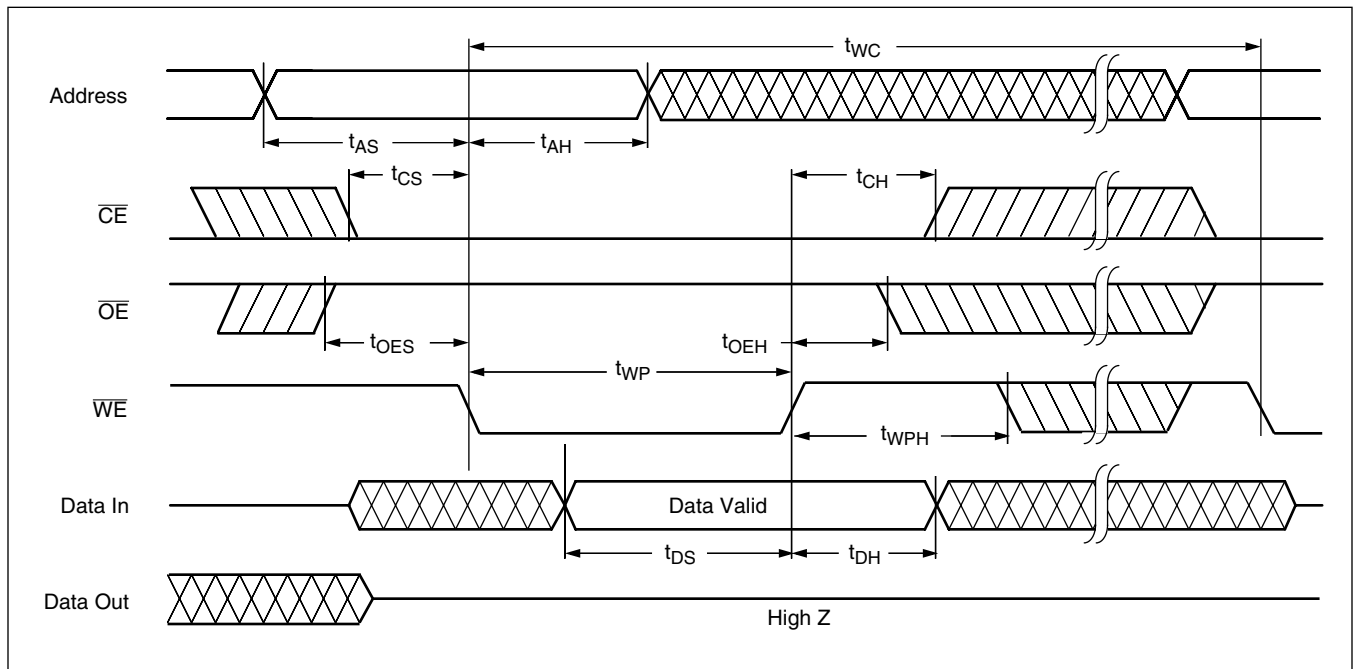 tWC
Address
tAS
tAH
tCS
tCH
CE
OE
tOES
tOEH
tWP
WE
tWPH
Data In
Data Valid
tDS
tDH
Data Out
High Z